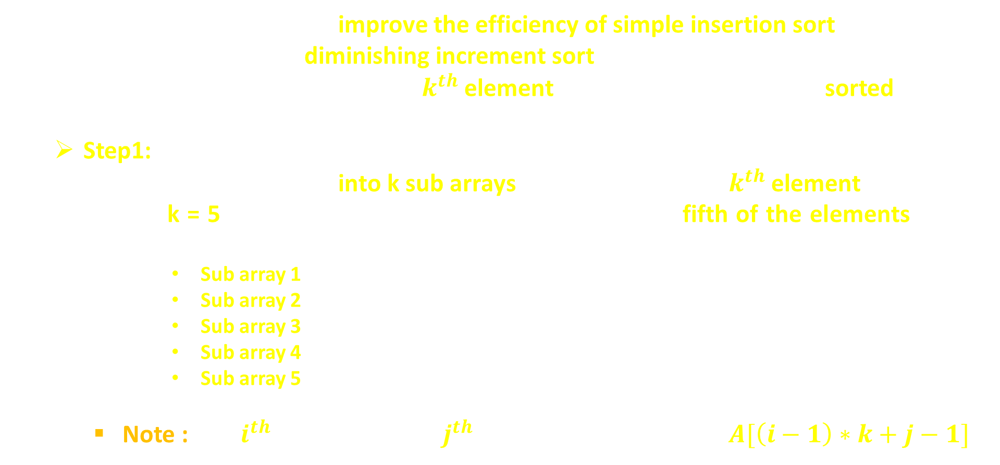 improve the efficiency of simple insertion sort
diminishing increment sort
k^th element sorted
➢ Step1:
into k sub arrays k^th element
k = 5 fifth of the elements
• Sub array 1
• Sub array 2
• Sub array 3
• Sub array 4
• Sub array 5
▪ Note : i^th j^th A[(i − 1) ∗ k + j − 1]